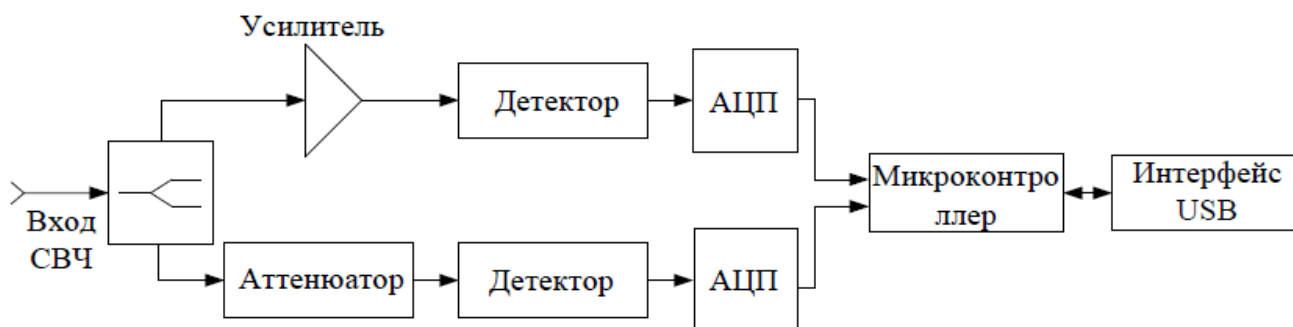 Усилитель
Детектор
АЦП
Вход
СВЧ
Микроконтро
ллер
Интерфейс
USB
Аттенюатор
Детектор
АЦП